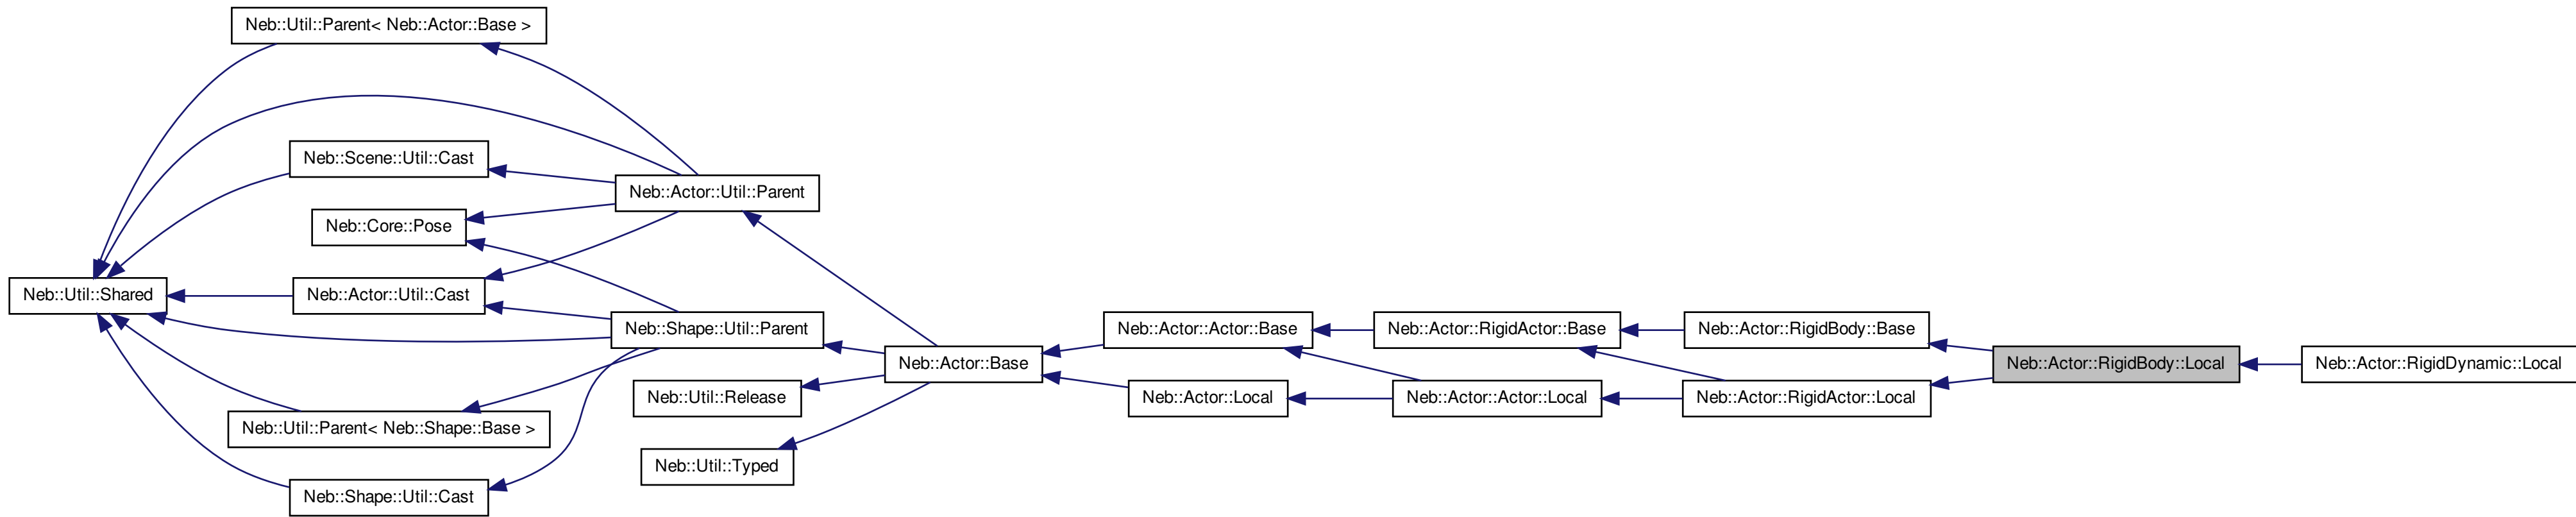 Neb::Util::Parent< Neb::Actor::Base >
Neb::Scene::Util::Cast
Neb::Actor::Util::Parent
Neb::Core::Pose
Neb::Util::Shared
Neb::Actor::Util::Cast
Neb::Shape::Util::Parent
Neb::Actor::Actor::Base
Neb::Actor::RigidActor::Base
Neb::Actor::RigidBody::Base
Neb::Actor::Base
Neb::Actor::RigidBody::Local
Neb::Actor::RigidDynamic::Local
Neb::Util::Release
Neb::Actor::Local
Neb::Actor::Actor::Local
Neb::Actor::RigidActor::Local
Neb::Util::Parent< Neb::Shape::Base >
Neb::Util::Typed
Neb::Shape::Util::Cast